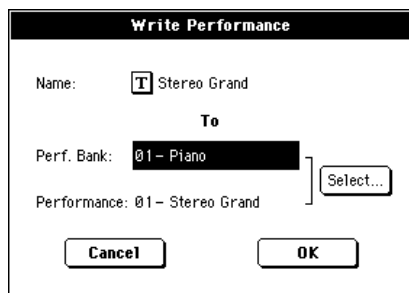 Write Performance
Name: T Stereo Grand
To
Perf. Bank: 01- Piano
Select...
Performance: 01- Stereo Grand
Cancel OK